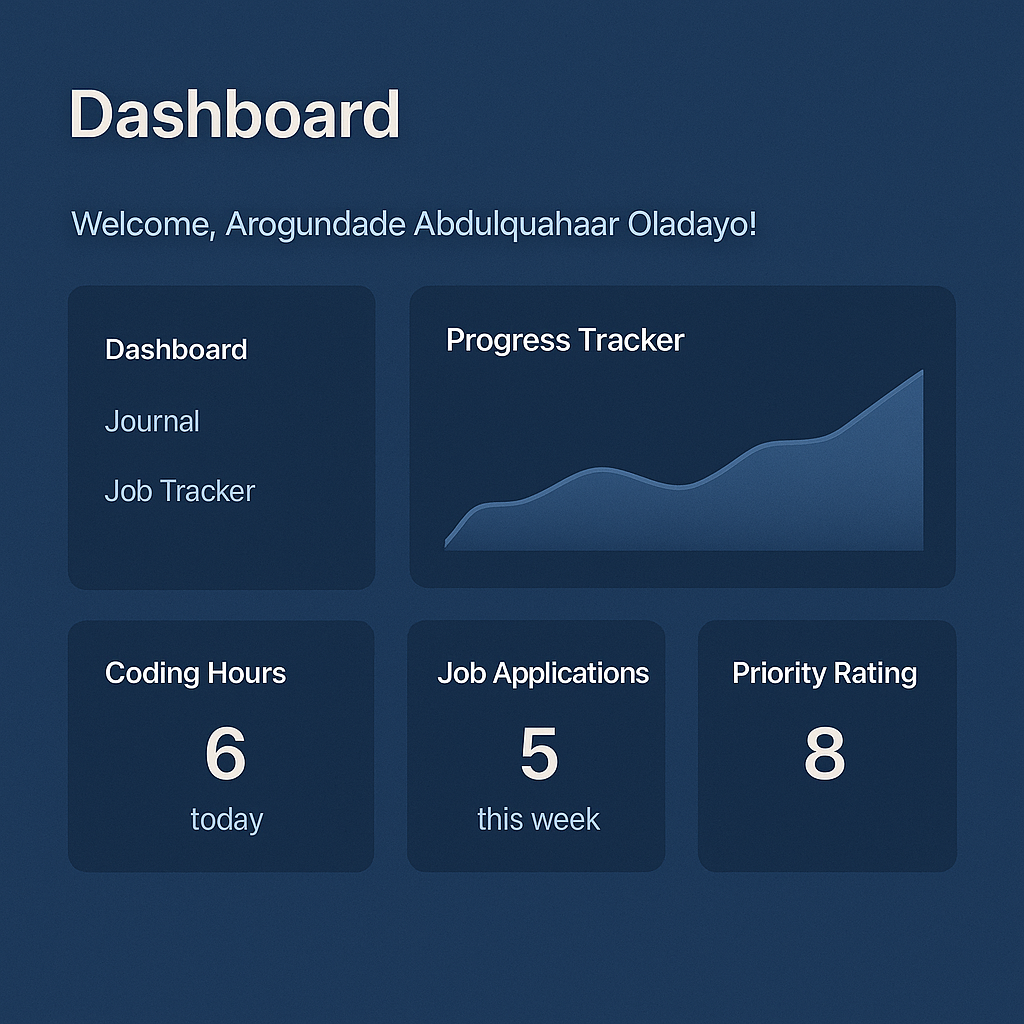 Dashboard
Welcome, Arogundade Abdulquahaar Oladayo!
Dashboard
Journal
Job Tracker
Progress Tracker
Coding Hours
6
today
Job Applications
5
this week
Priority Rating
8